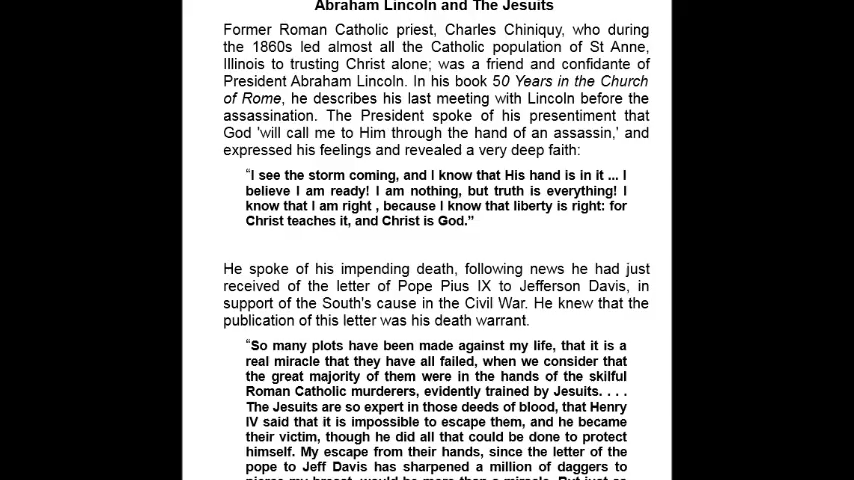 Abraham Lincoln and The Jesuits
Former Roman Catholic priest, Charles Chiniquy, who during
the 1860s led almost all the Catholic population of St Anne,
Illinois to trusting Christ alone; was a friend and confidante of
President Abraham Lincoln. In his book 50 Years in the Church
of Rome, he describes his last meeting with Lincoln before the
assassination. The President spoke of his presentiment that
God 'will call me to Him through the hand of an assassin,' and
expressed his feelings and revealed a very deep faith:
“I see the storm coming, and I know that His hand is in it ... I
believe I am ready! I am nothing, but truth is everything! I
know that I am right , because I know that liberty is right: for
Christ teaches it, and Christ is God.”
He spoke of his impending death, following news he had just
received of the letter of Pope Pius IX to Jefferson Davis, in
support of the South's cause in the Civil War. He knew that the
publication of this letter was his death warrant.
“So many plots have been made against my life, that it is a
real miracle that they have all failed, when we consider that
the great majority of them were in the hands of the skilful
Roman Catholic murderers, evidently trained by Jesuits. . . .
The Jesuits are so expert in those deeds of blood, that Henry
IV said that it is impossible to escape them, and he became
their victim, though he did all that could be done to protect
himself. My escape from their hands, since the letter of the
pope to Jeff Davis has sharpened a million of daggers to
pierce my breast, would be more than a miracle. But just as